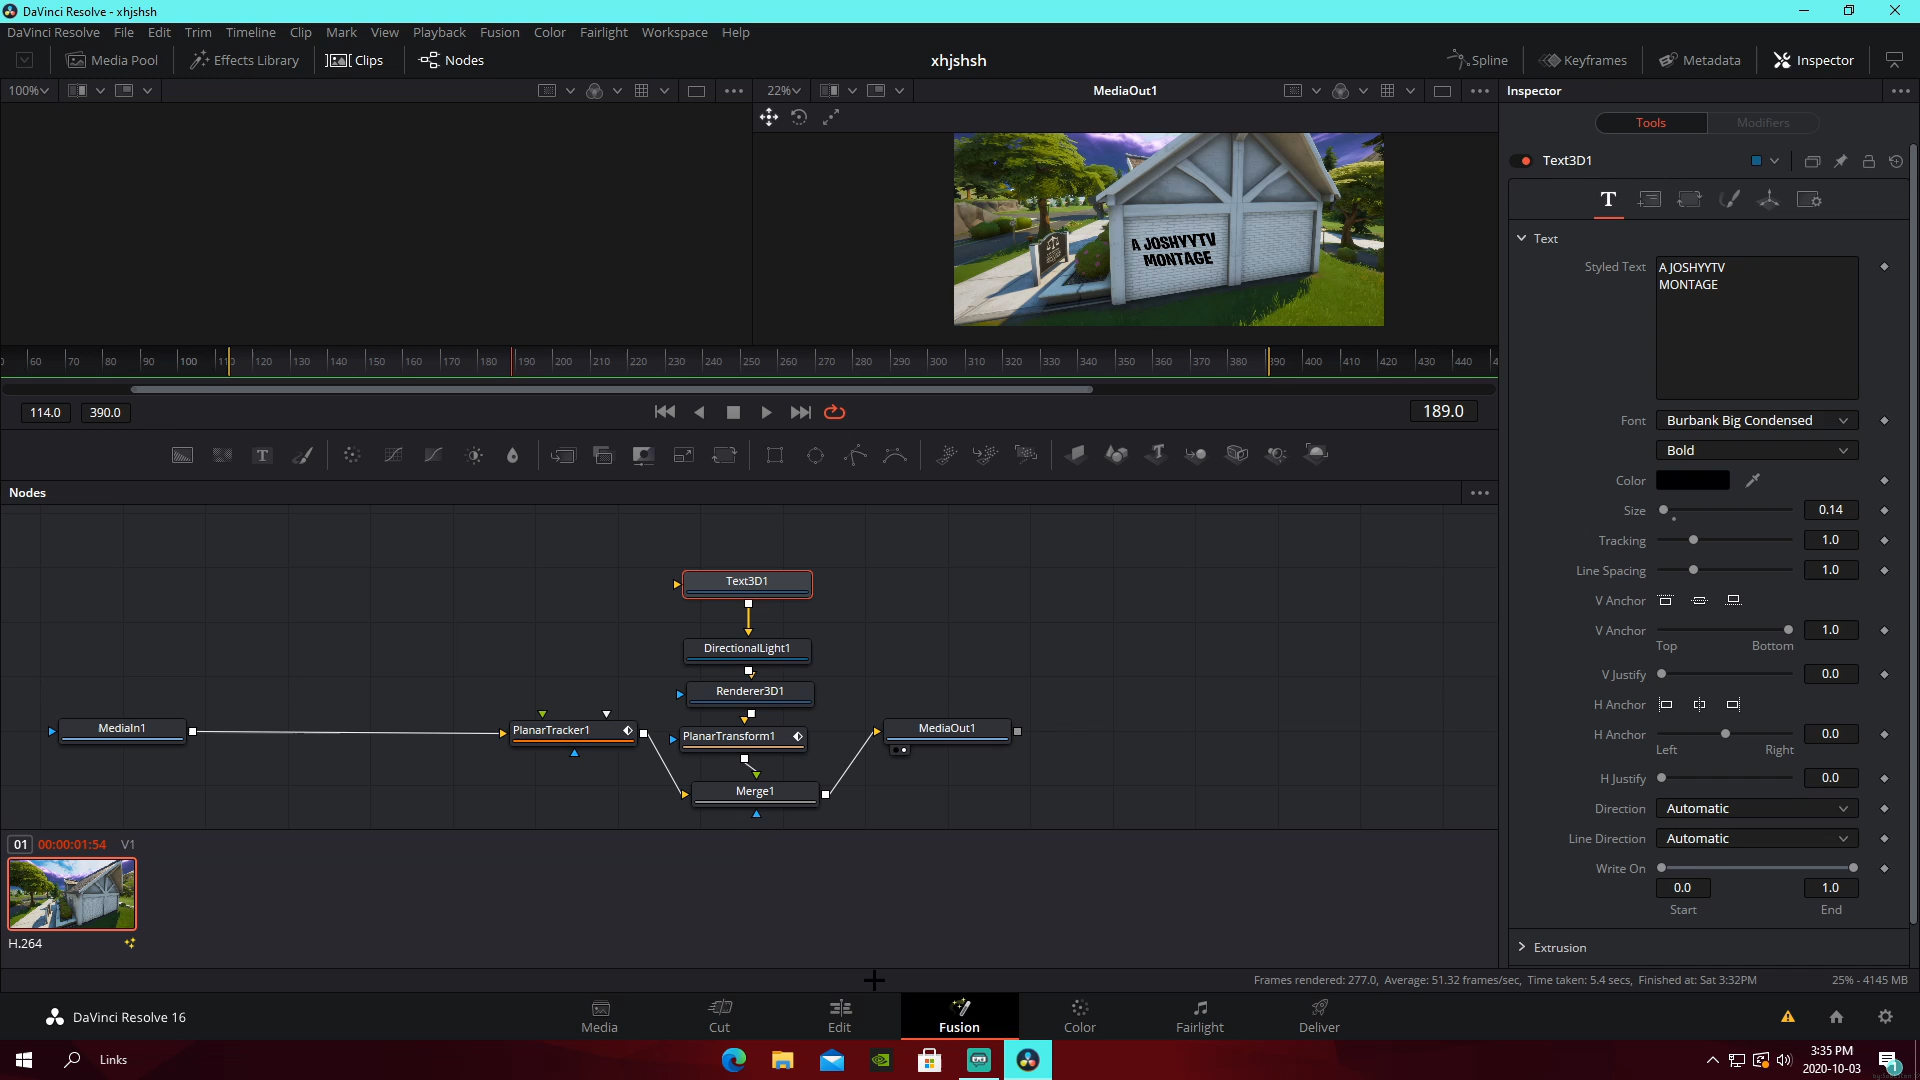 DaVinci Resolve - xhjshsh
DaVinci Resolve File Edit Trim Timeline Clip Mark View Playback Fusion Color Fairlight Workspace Help
Media Pool Effects Library Clips Nodes xhjshsh Spline Keyframes Metadata Inspector
100% 22% MediaOut1 Inspector
Tools Modifiers
Text3D1
A JOSHYYTV
MONTAGE
Text
Styled Text A JOSHYYTV
MONTAGE
60 70 80 90 100 110 120 130 140 150 160 170 180 190 200 210 220 230 240 250 260 270 280 290 300 310 320 330 340 350 360 370 380 390 400 410 420 430 440
114.0 390.0 189.0
Font Burbank Big Condensed
Bold
Color
Size 0.14
Tracking 1.0
Line Spacing 1.0
V Anchor
V Anchor 1.0
Top Bottom
V Justify 0.0
H Anchor
H Anchor 0.0
Left Right
H Justify 0.0
Direction Automatic
Line Direction Automatic
Write On
0.0 1.0
Start End
Extrusion
Nodes
Text3D1
DirectionalLight1
Renderer3D1
MediaIn1 PlanarTracker1 PlanarTransform1 MediaOut1
Merge1
01 00:00:01:54 V1
H.264
Frames rendered: 277.0, Average: 51.32 frames/sec, Time taken: 5.4 secs, Finished at: Sat 3:32PM 25% - 4145 MB
DaVinci Resolve 16 Media Cut Edit Fusion Color Fairlight Deliver
Links
3:35 PM
2020-10-03
1